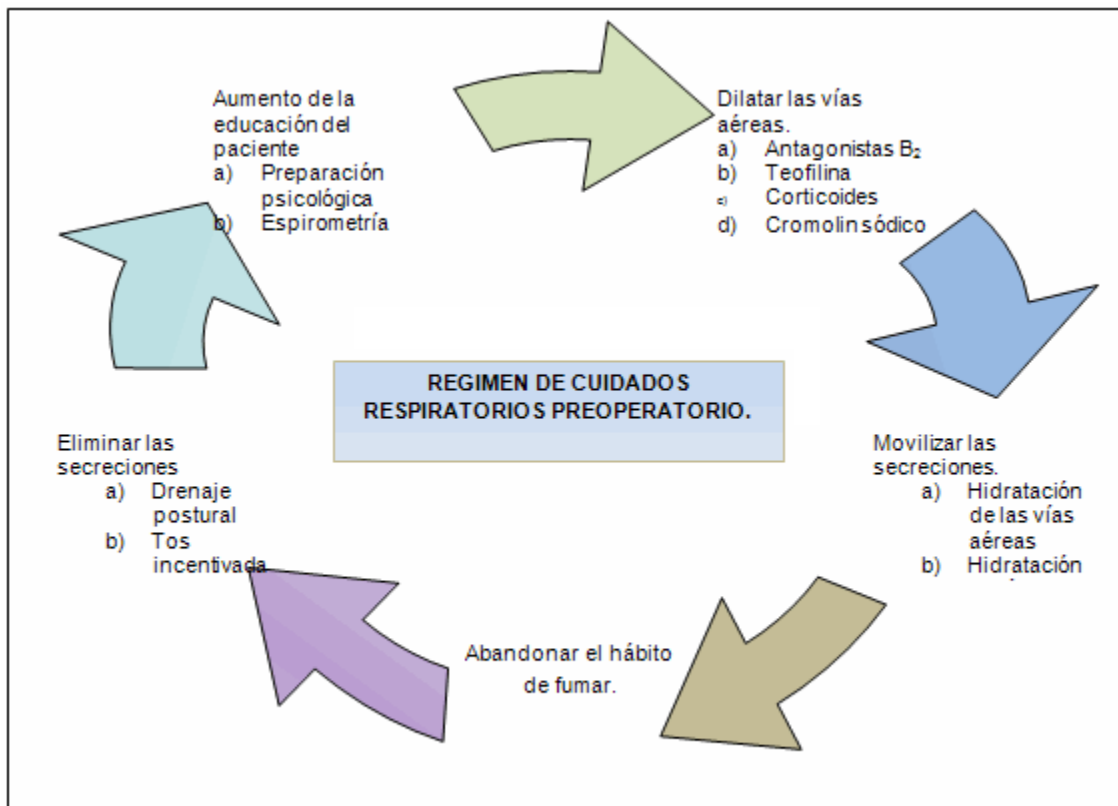 Aumento de la
educación del
paciente
a) Preparación
psicológica
b) Espirometría
Dilatar las vías
aéreas.
a) Antagonistas B₂
b) Teofilina
c) Corticoides
d) Cromolin sódico
REGIMEN DE CUIDADOS
RESPIRATORIOS PREOPERATORIO.
Movilizar las
secreciones.
a) Hidratación
de las vías
aéreas
b) Hidratación
Abandonar el hábito
de fumar.
Eliminar las
secreciones
a) Drenaje
postural
b) Tos
incentivada